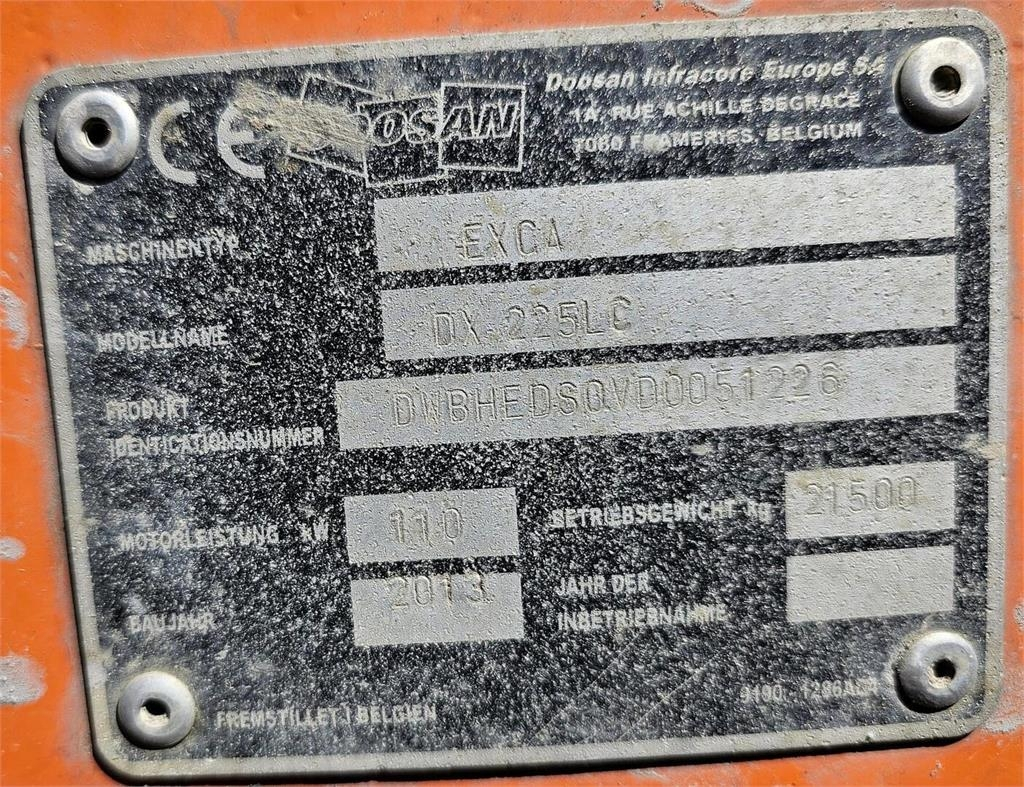 CE DOOSAN
Doosan Infracore Europe SA
1A, RUE ACHILLE DEGRACE
7080 FRAMERIES, BELGIUM
MASCHINENTYP EXCA
MODELLNAME DX 225LC
PRODUKT
IDENTICATIONSNUMMER DWBHEDS0VD0051226
MOTORLEISTUNG kW 110 BETRIEBSGEWICHT kg 21500
BAUJAHR 2013 JAHR DER
INBETRIEBNAHME
FREMSTILLET I BELGIEN